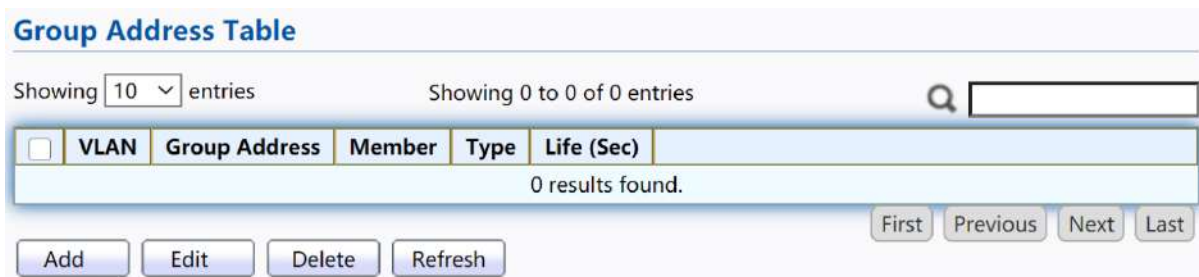 Group Address Table
Showing 10 entries Showing 0 to 0 of 0 entries
VLAN Group Address Member Type Life (Sec)
0 results found.
First Previous Next Last
Add Edit Delete Refresh